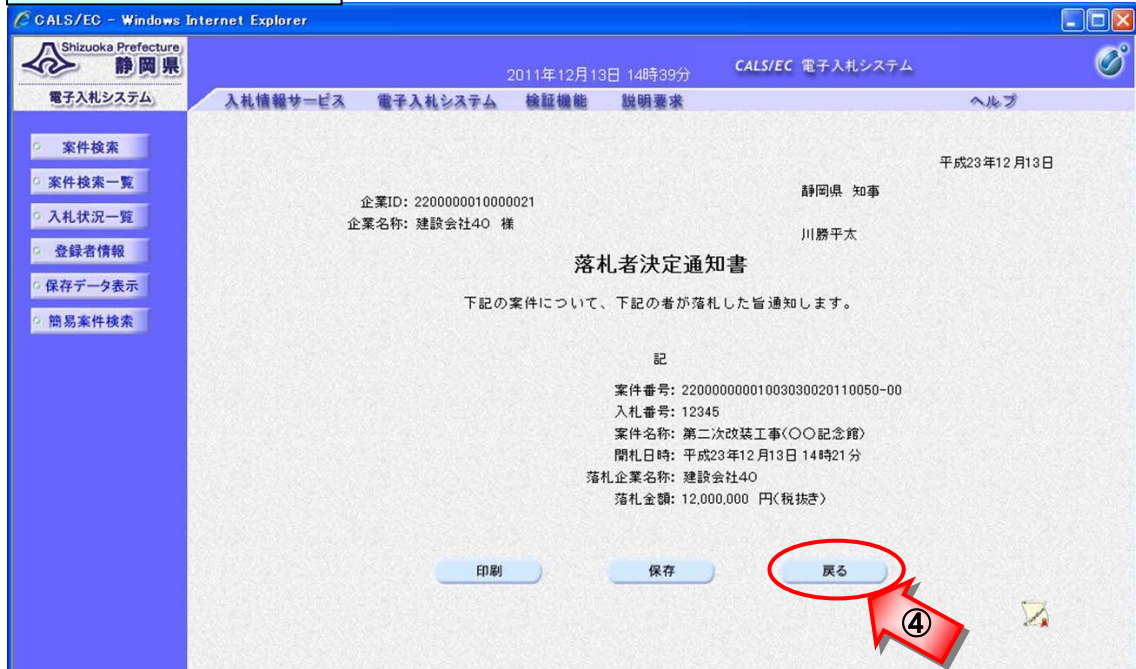 CALS/EC - Windows Internet Explorer
Shizuoka Prefecture
静岡県
2011年12月13日 14時39分
CALS/EC 電子入札システム
電子入札システム
入札情報サービス 電子入札システム 検証機能 説明要求 ヘルプ
案件検索
案件検索一覧
入札状況一覧
登録者情報
保存データ表示
簡易案件検索
平成23年12月13日
静岡県 知事
企業ID: 2200000010000021
企業名称: 建設会社40 様
川勝平太
落札者決定通知書
下記の案件について、下記の者が落札した旨通知します。
記
案件番号: 2200000000100303002011​0050-00
入札番号: 12345
案件名称: 第二次改装工事(〇〇記念館)
開札日時: 平成23年12月13日 14時21分
落札企業名称: 建設会社40
落札金額: 12,000,000 円(税抜き)
印刷 保存 戻る
④